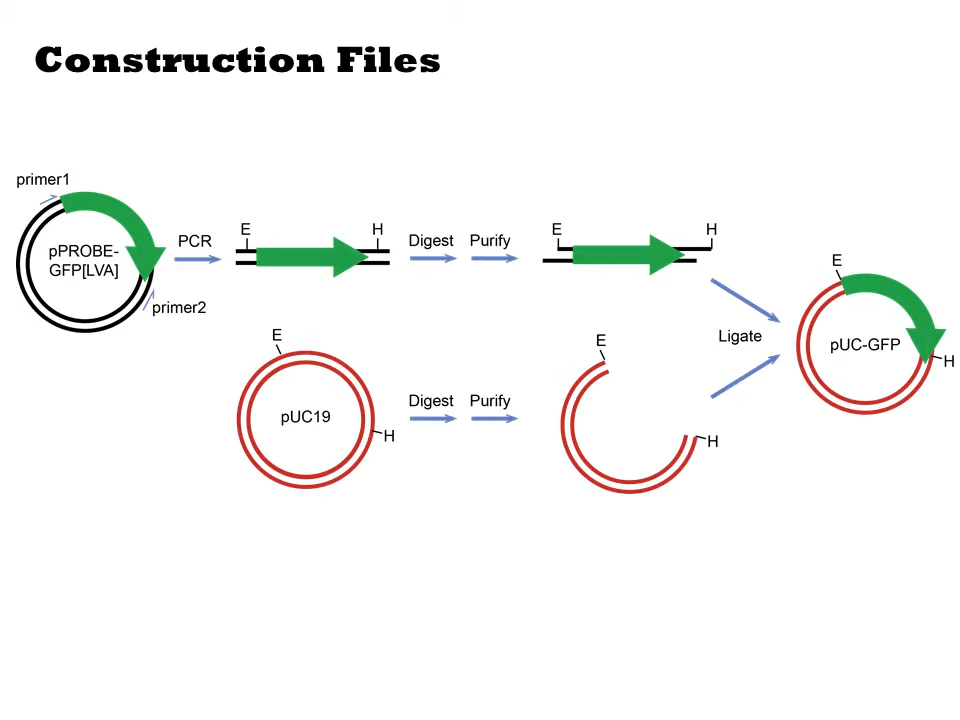 Construction Files
primer1
pPROBE-
GFP[LVA]
primer2
PCR
E
H
Digest
Purify
E
H
E
pUC19
H
Digest
Purify
E
H
Ligate
E
pUC-GFP
H